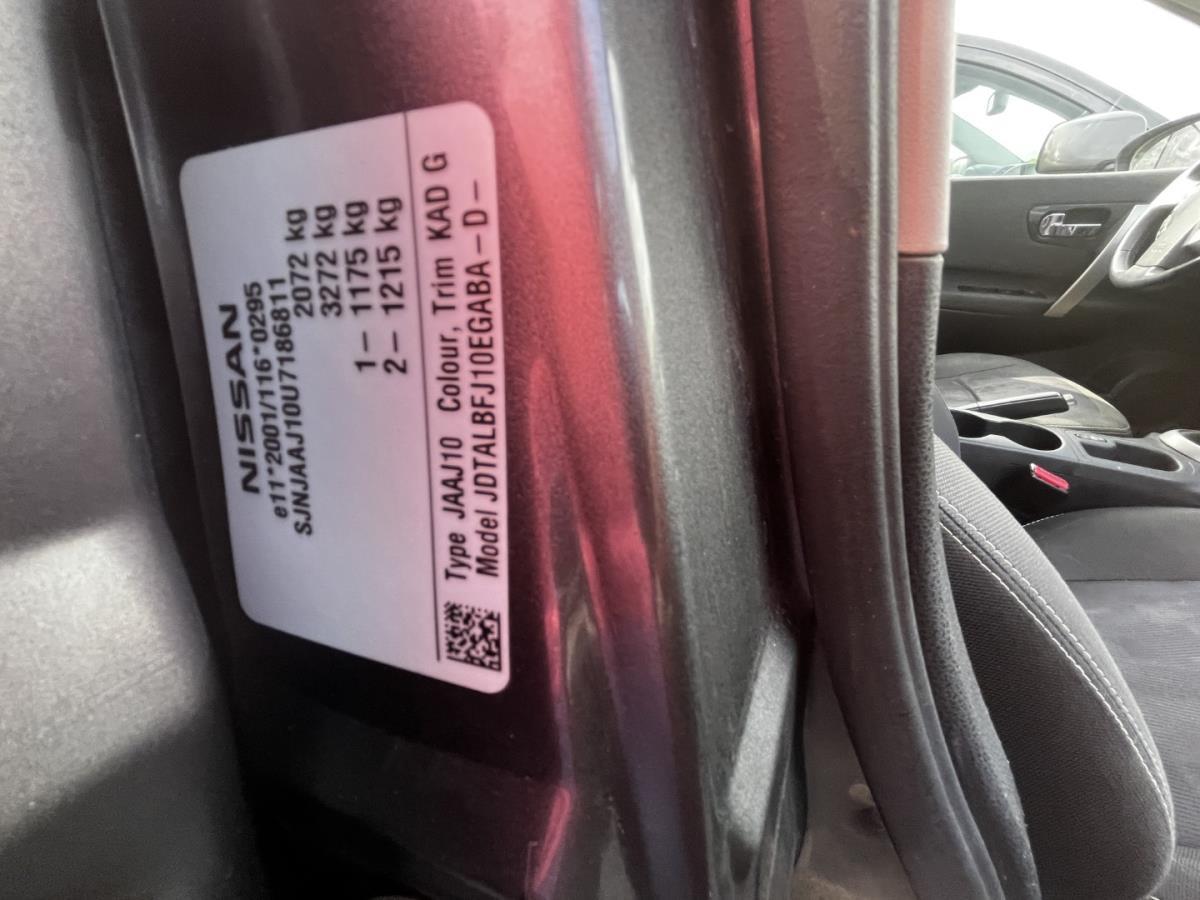 NISSAN
e11*2001/116*0295
SJNJAAJ10U7186811
2072 kg
3272 kg
1- 1175 kg
2- 1215 kg
Type JAAJ10 Colour, Trim KAD G
Model JDTALBFJ10EGABA-D-